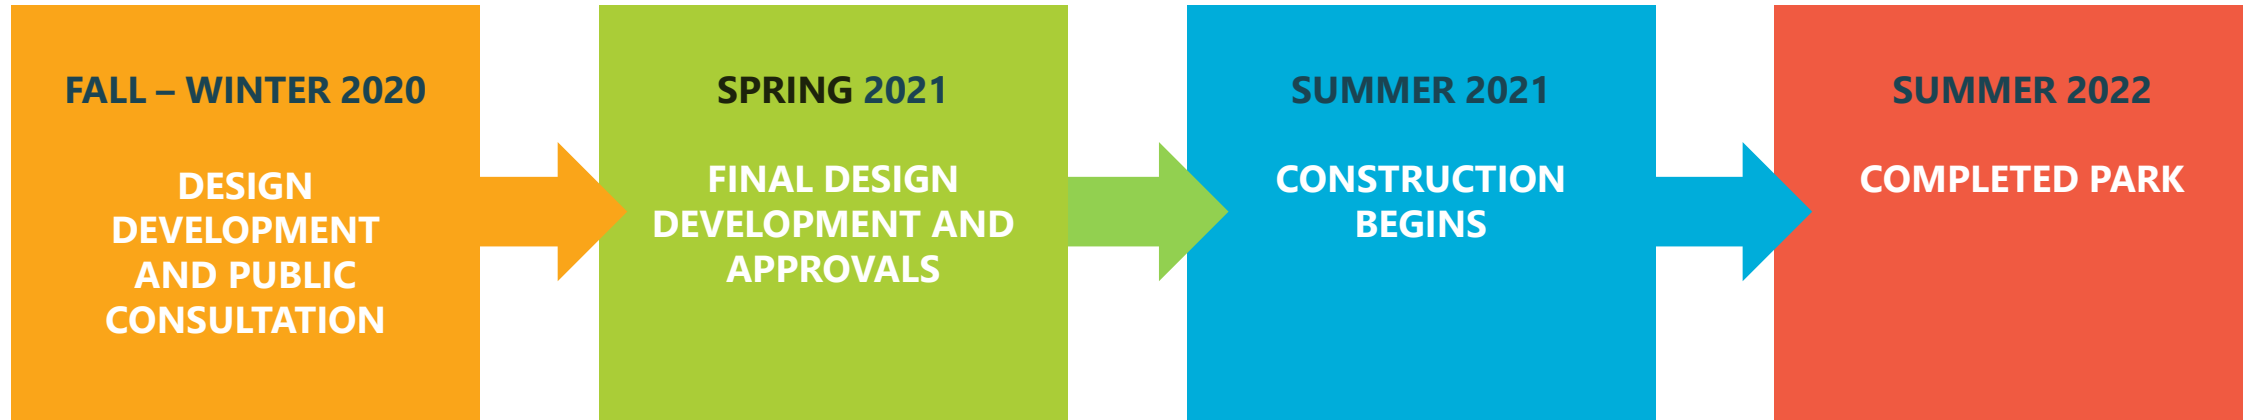 FALL – WINTER 2020
DESIGN
DEVELOPMENT
AND PUBLIC
CONSULTATION
SPRING 2021
FINAL DESIGN
DEVELOPMENT AND
APPROVALS
SUMMER 2021
CONSTRUCTION
BEGINS
SUMMER 2022
COMPLETED PARK